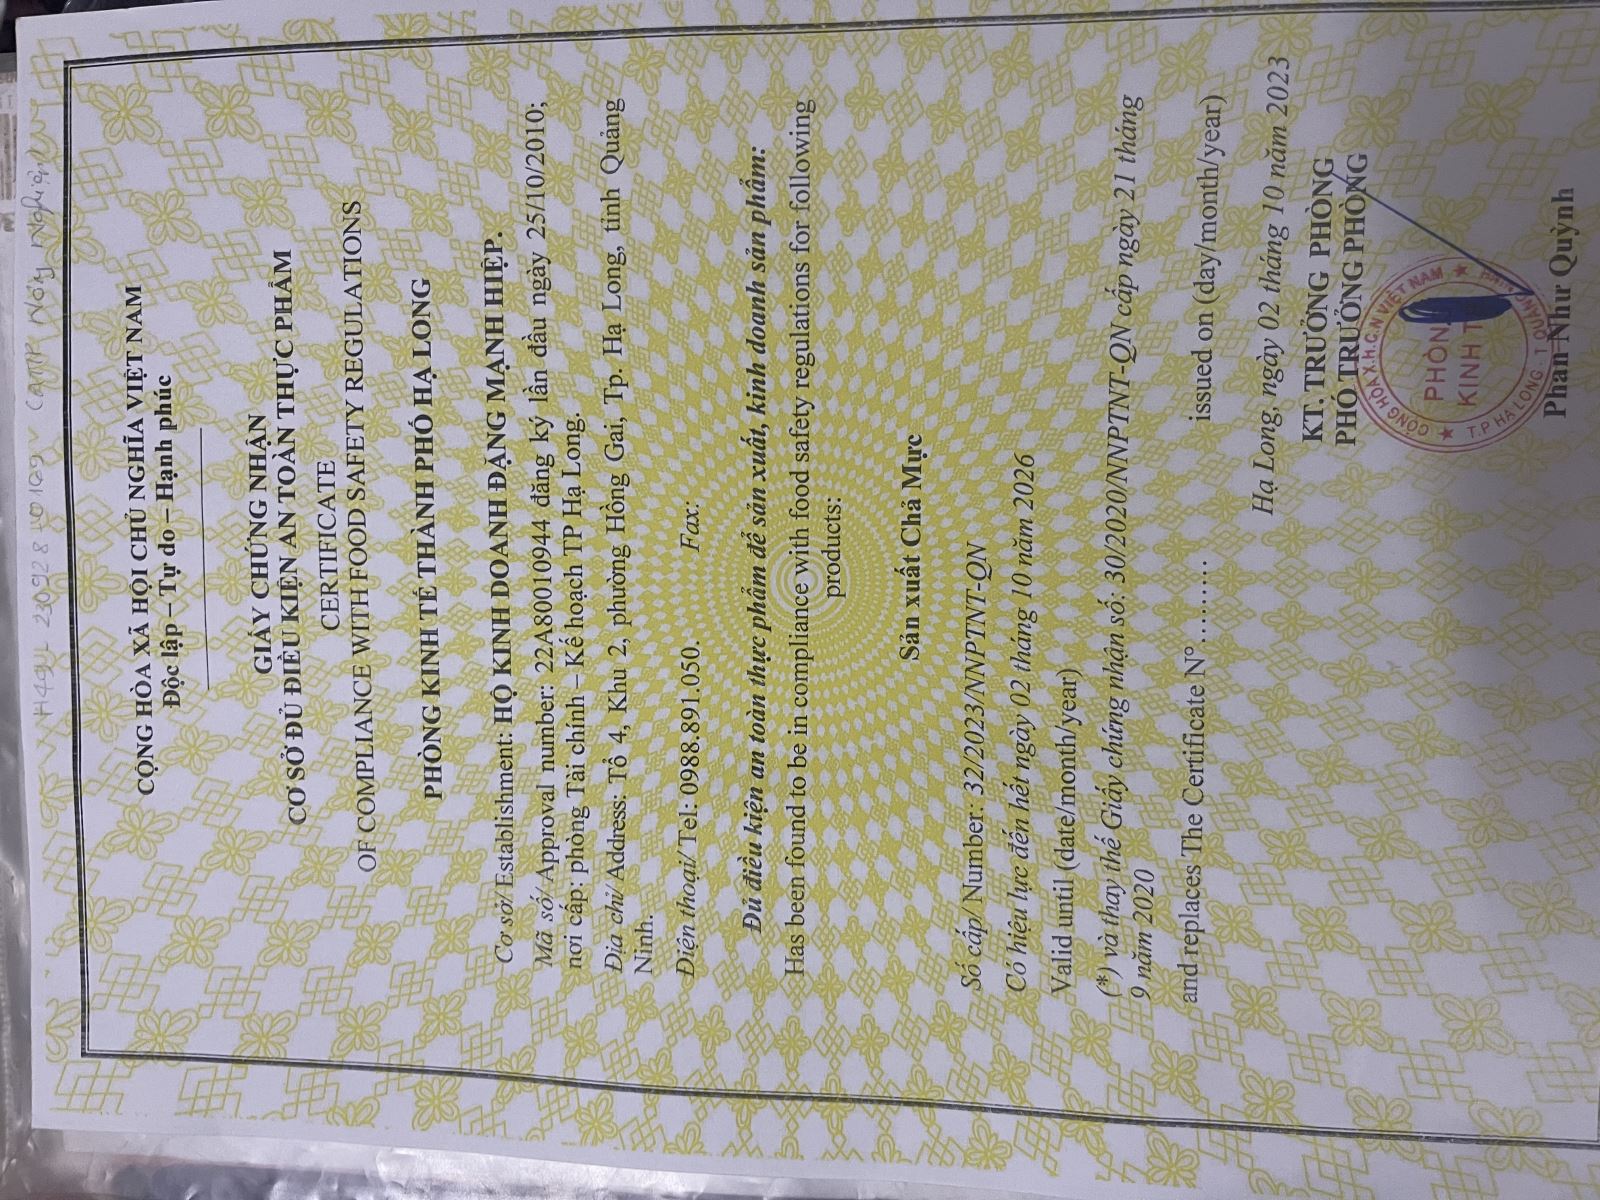 CỘNG HÒA XÃ HỘI CHỦ NGHĨA VIỆT NAM
Độc lập – Tự do – Hạnh phúc
GIẤY CHỨNG NHẬN
CƠ SỞ ĐỦ ĐIỀU KIỆN AN TOÀN THỰC PHẨM
CERTIFICATE
OF COMPLIANCE WITH FOOD SAFETY REGULATIONS
PHÒNG KINH TẾ THÀNH PHỐ HẠ LONG
Cơ sở/ Establishment: HỘ KINH DOANH ĐẶNG MẠNH HIỆP.
Mã số/ Approval number: 22A80010944 đăng ký lần đầu ngày 25/10/2010;
nơi cấp: phòng Tài chính – Kế hoạch TP Hạ Long.
Địa chỉ/ Address: Tổ 4, Khu 2, phường Hồng Gai, Tp. Hạ Long, tỉnh Quảng
Ninh.
Điện thoại/ Tel: 0988.891.050. Fax:
Đủ điều kiện an toàn thực phẩm để sản xuất, kinh doanh sản phẩm:
Has been found to be in compliance with food safety regulations for following
products:
Sản xuất Chả Mực
Số cấp/ Number: 32/2023/NNPTNT-QN
Có hiệu lực đến hết ngày 02 tháng 10 năm 2026
Valid until (date/month/year)
(*) và thay thế Giấy chứng nhận số: 30/2020/NNPTNT-QN cấp ngày 21 tháng
9 năm 2020
and replaces The Certificate N°……… issued on (day/month/year)
Hạ Long, ngày 02 tháng 10 năm 2023
KT. TRƯỞNG PHÒNG
PHÓ TRƯỞNG PHÒNG
CỘNG HÒA X.H.C.N VIỆT NAM
PHÒNG
KINH T
T.P HẠ LONG
Phan Như Quỳnh